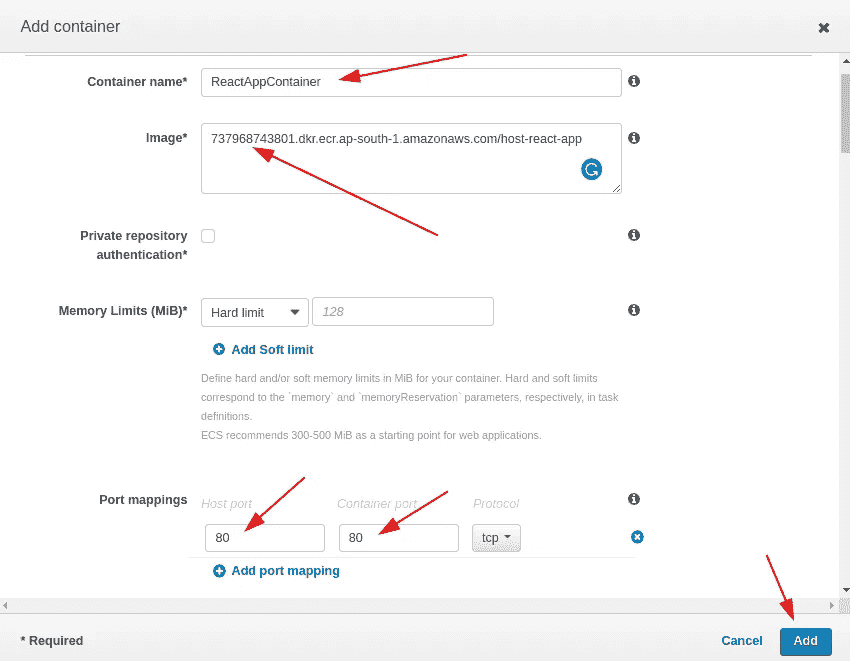 Add container
Container name*
ReactAppContainer
Image*
737968743801.dkr.ecr.ap-south-1.amazonaws.com/host-react-app
Private repository
authentication*
Memory Limits (MiB)*
Hard limit
128
Add Soft limit
Define hard and/or soft memory limits in MiB for your container. Hard and soft limits
correspond to the `memory` and `memoryReservation` parameters, respectively, in task
definitions.
ECS recommends 300-500 MiB as a starting point for web applications.
Port mappings
Host port Container port Protocol
80 80 tcp
Add port mapping
* Required
Cancel Add